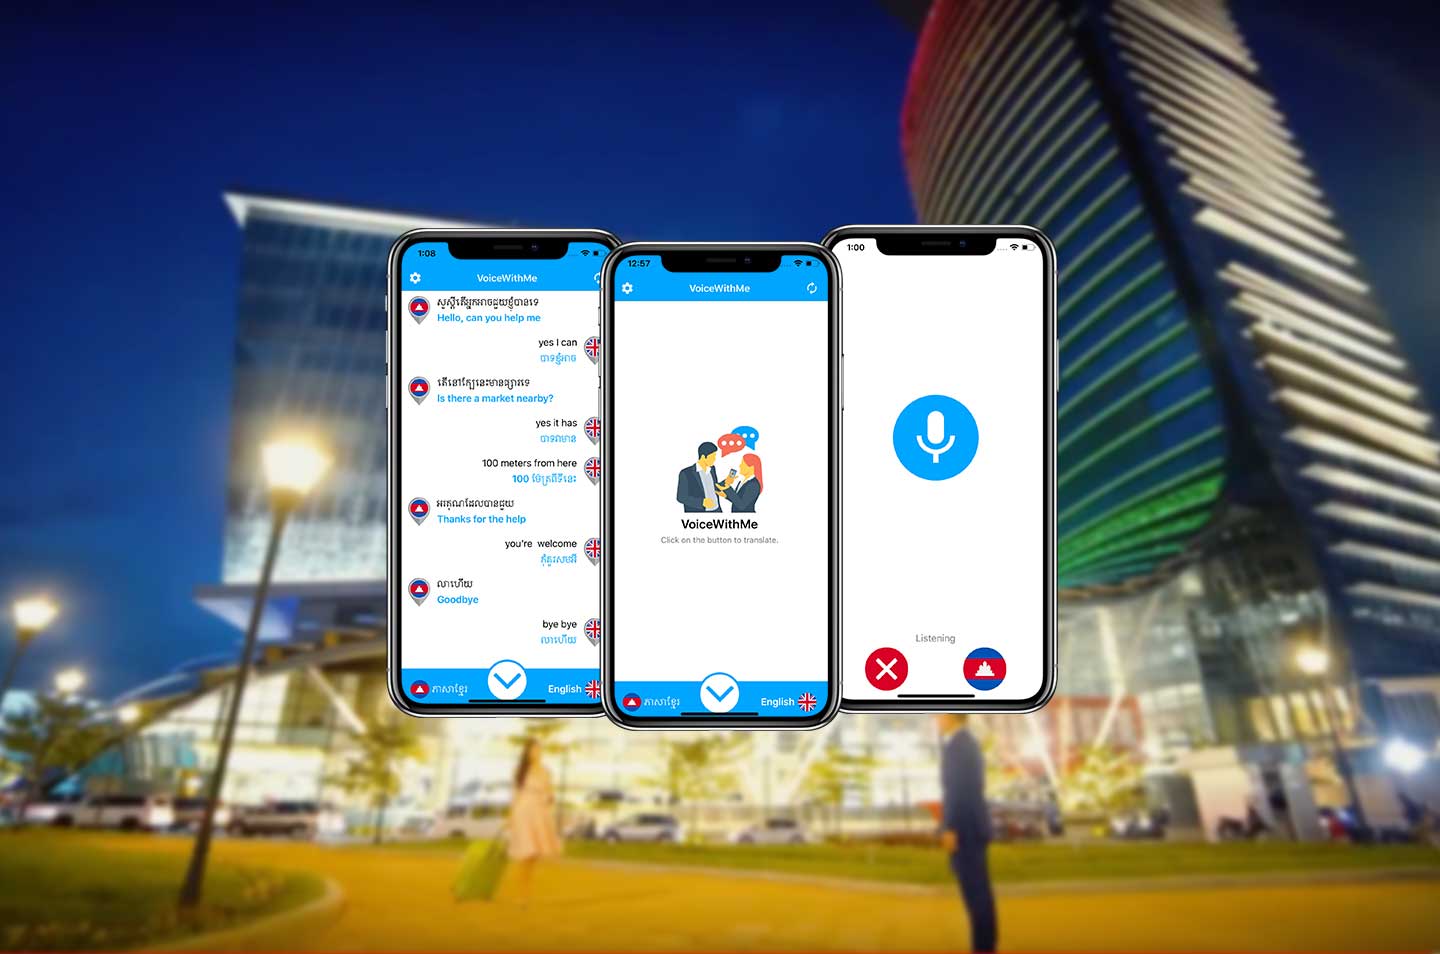 1:08
VoiceWithMe
សួស្តីតើអ្នកអាចជួយខ្ញុំបានទេ
Hello, can you help me
yes I can
បាទខ្ញុំអាច
តើនៅក្បែនេះមានផ្សារទេ
Is there a market nearby?
yes it has
បាទវាមាន
100 meters from here
100 ម៉ែត្រពីទីនេះ
អរគុណដែលបានជួយ
Thanks for the help
you're welcome
កុំគួរសមអី
លាហើយ
Goodbye
bye bye
លាហើយ
ភាសាខ្មែរ
English
12:57
VoiceWithMe
VoiceWithMe
Click on the button to translate.
ភាសាខ្មែរ
English
1:00
Listening